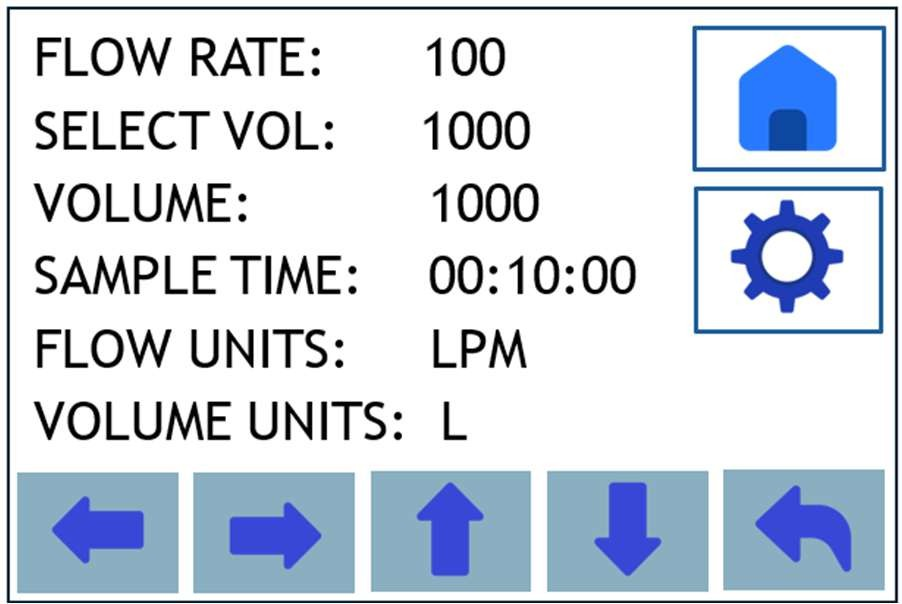 FLOW RATE: 100
SELECT VOL: 1000
VOLUME: 1000
SAMPLE TIME: 00:10:00
FLOW UNITS: LPM
VOLUME UNITS: L